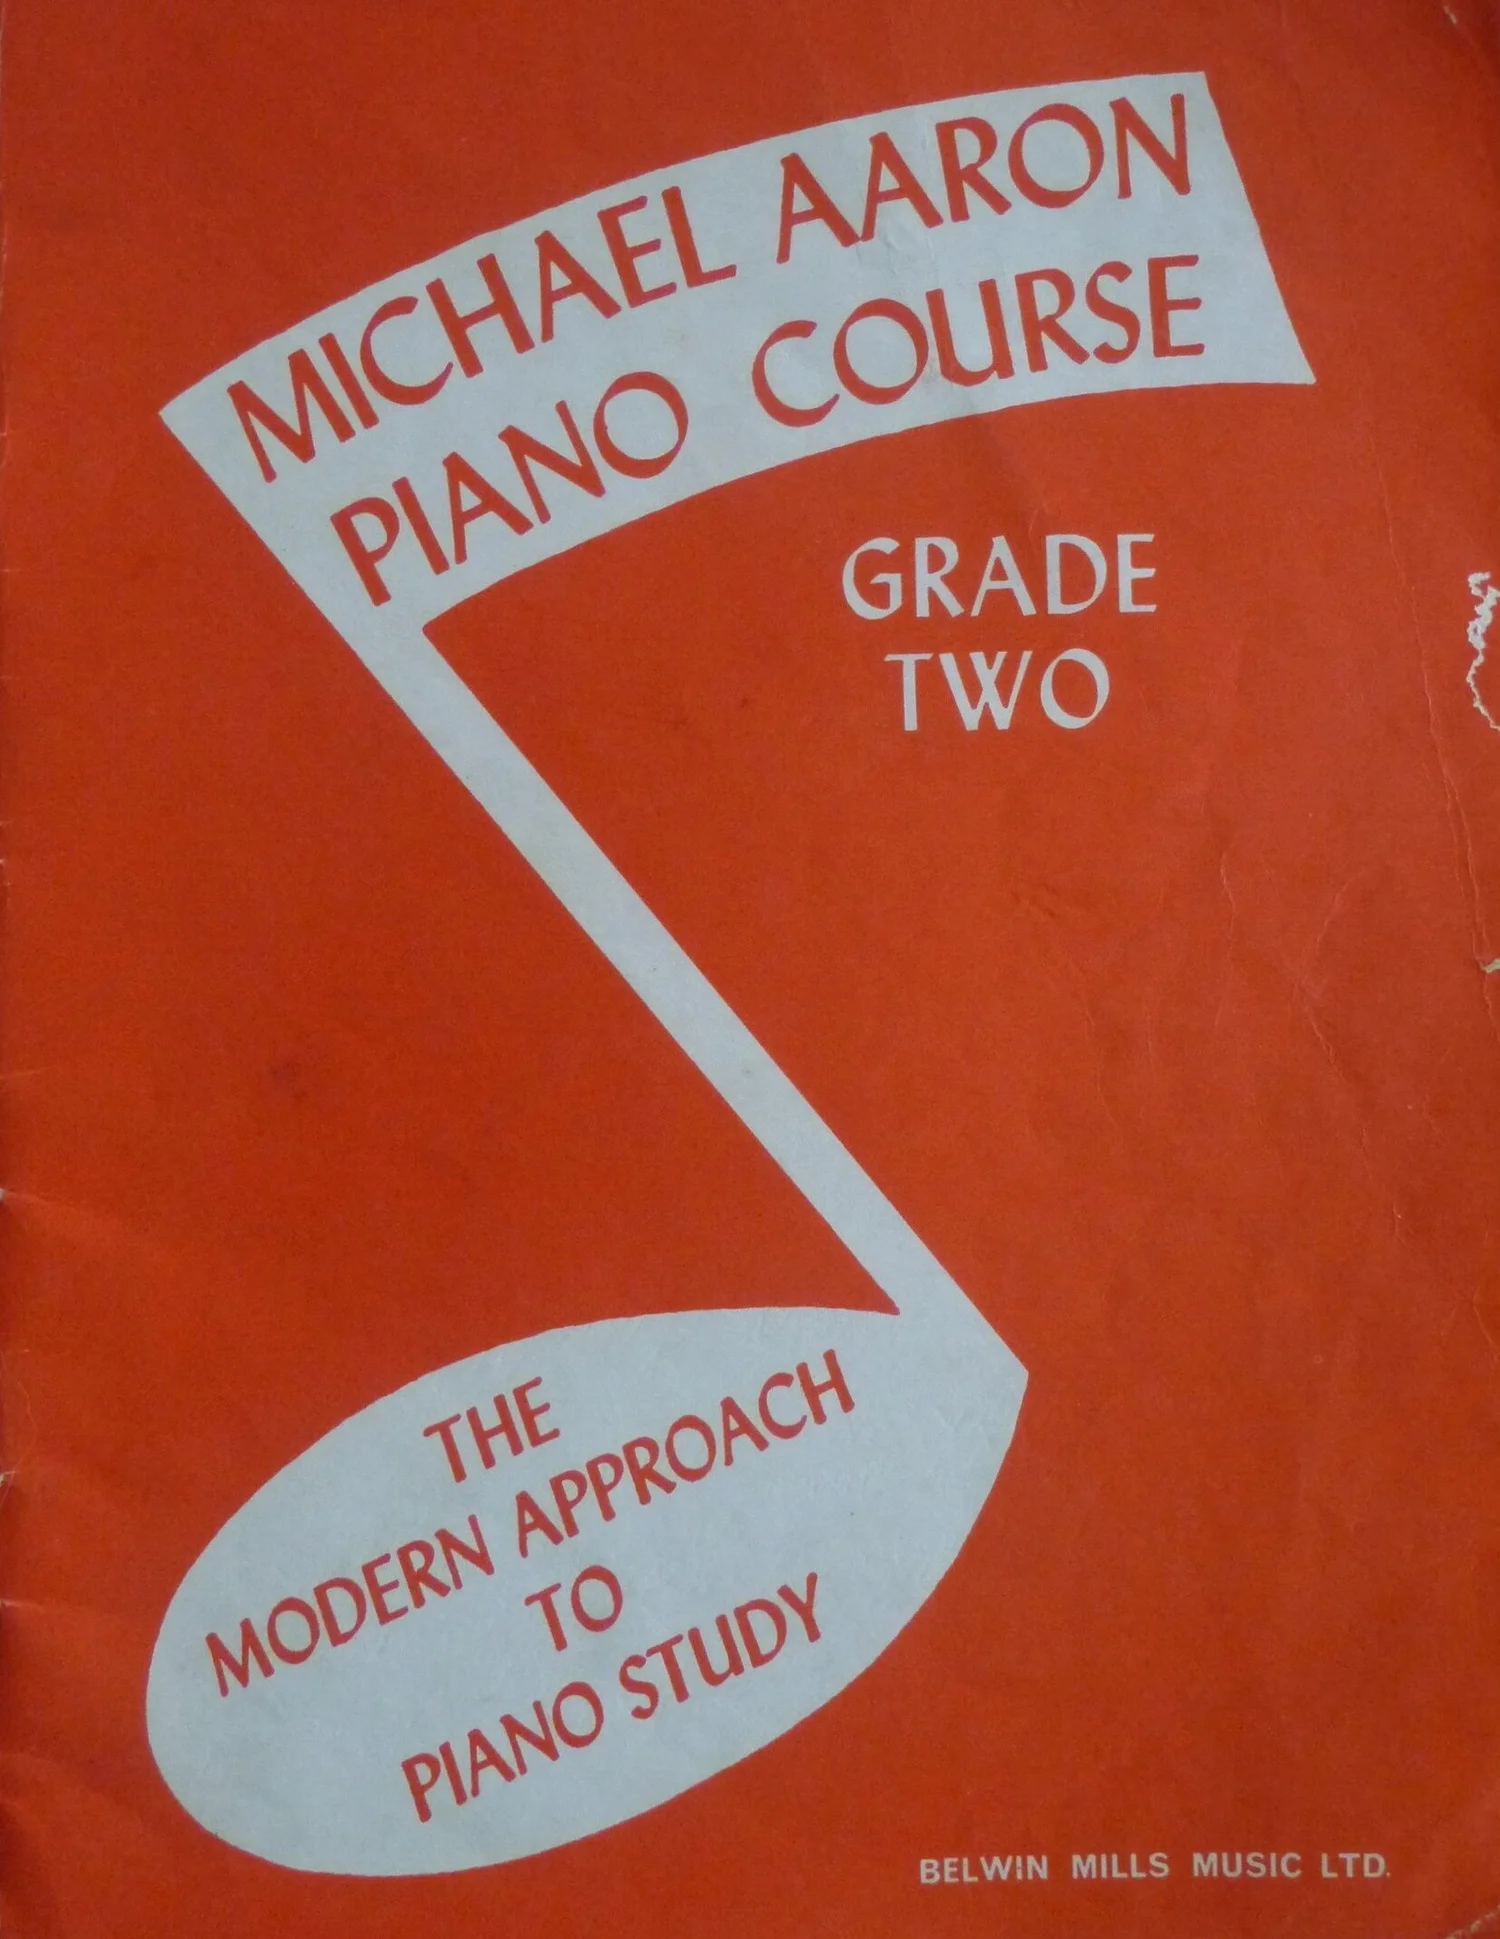 MICHAEL AARON
PIANO COURSE
GRADE
TWO
THE
MODERN APPROACH
TO
PIANO STUDY
BELWIN MILLS MUSIC LTD.